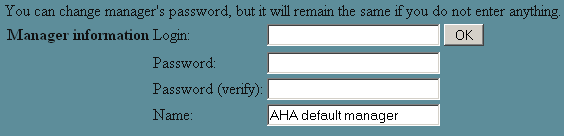 You can change manager's password, but it will remain the same if you do not enter anything.
Manager information Login: OK
Password:
Password (verify):
Name: AHA default manager